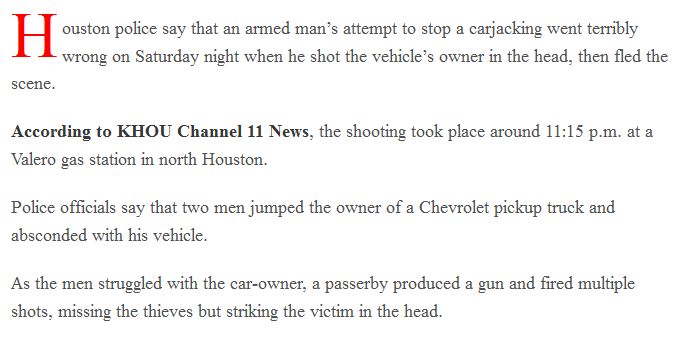 Houston police say that an armed man’s attempt to stop a carjacking went terribly
wrong on Saturday night when he shot the vehicle’s owner in the head, then fled the
scene.
According to KHOU Channel 11 News, the shooting took place around 11:15 p.m. at a
Valero gas station in north Houston.
Police officials say that two men jumped the owner of a Chevrolet pickup truck and
absconded with his vehicle.
As the men struggled with the car-owner, a passerby produced a gun and fired multiple
shots, missing the thieves but striking the victim in the head.